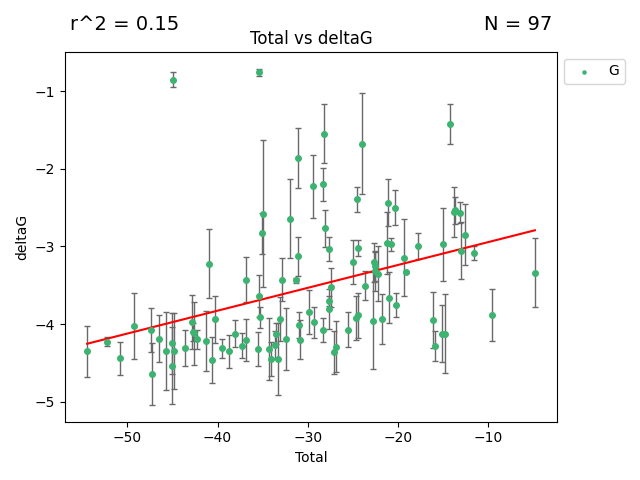 r^2 = 0.15
N = 97
Total vs deltaG
G
−1
−2
−3
−4
−5
deltaG
−50
−40
−30
−20
−10
Total